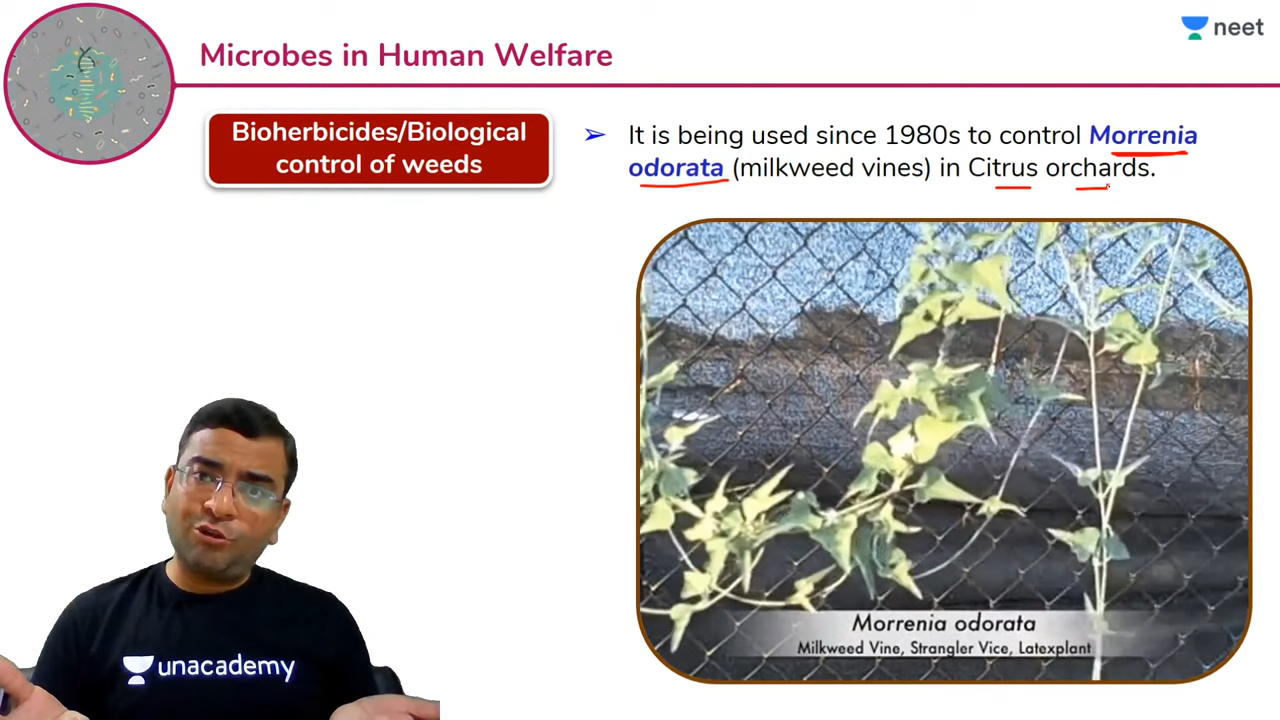 neet
Microbes in Human Welfare
Bioherbicides/Biological
control of weeds
➢ It is being used since 1980s to control Morrenia
odorata (milkweed vines) in Citrus orchards.
Morrenia odorata
Milkweed Vine, Strangler Vice, Latexplant
unacademy